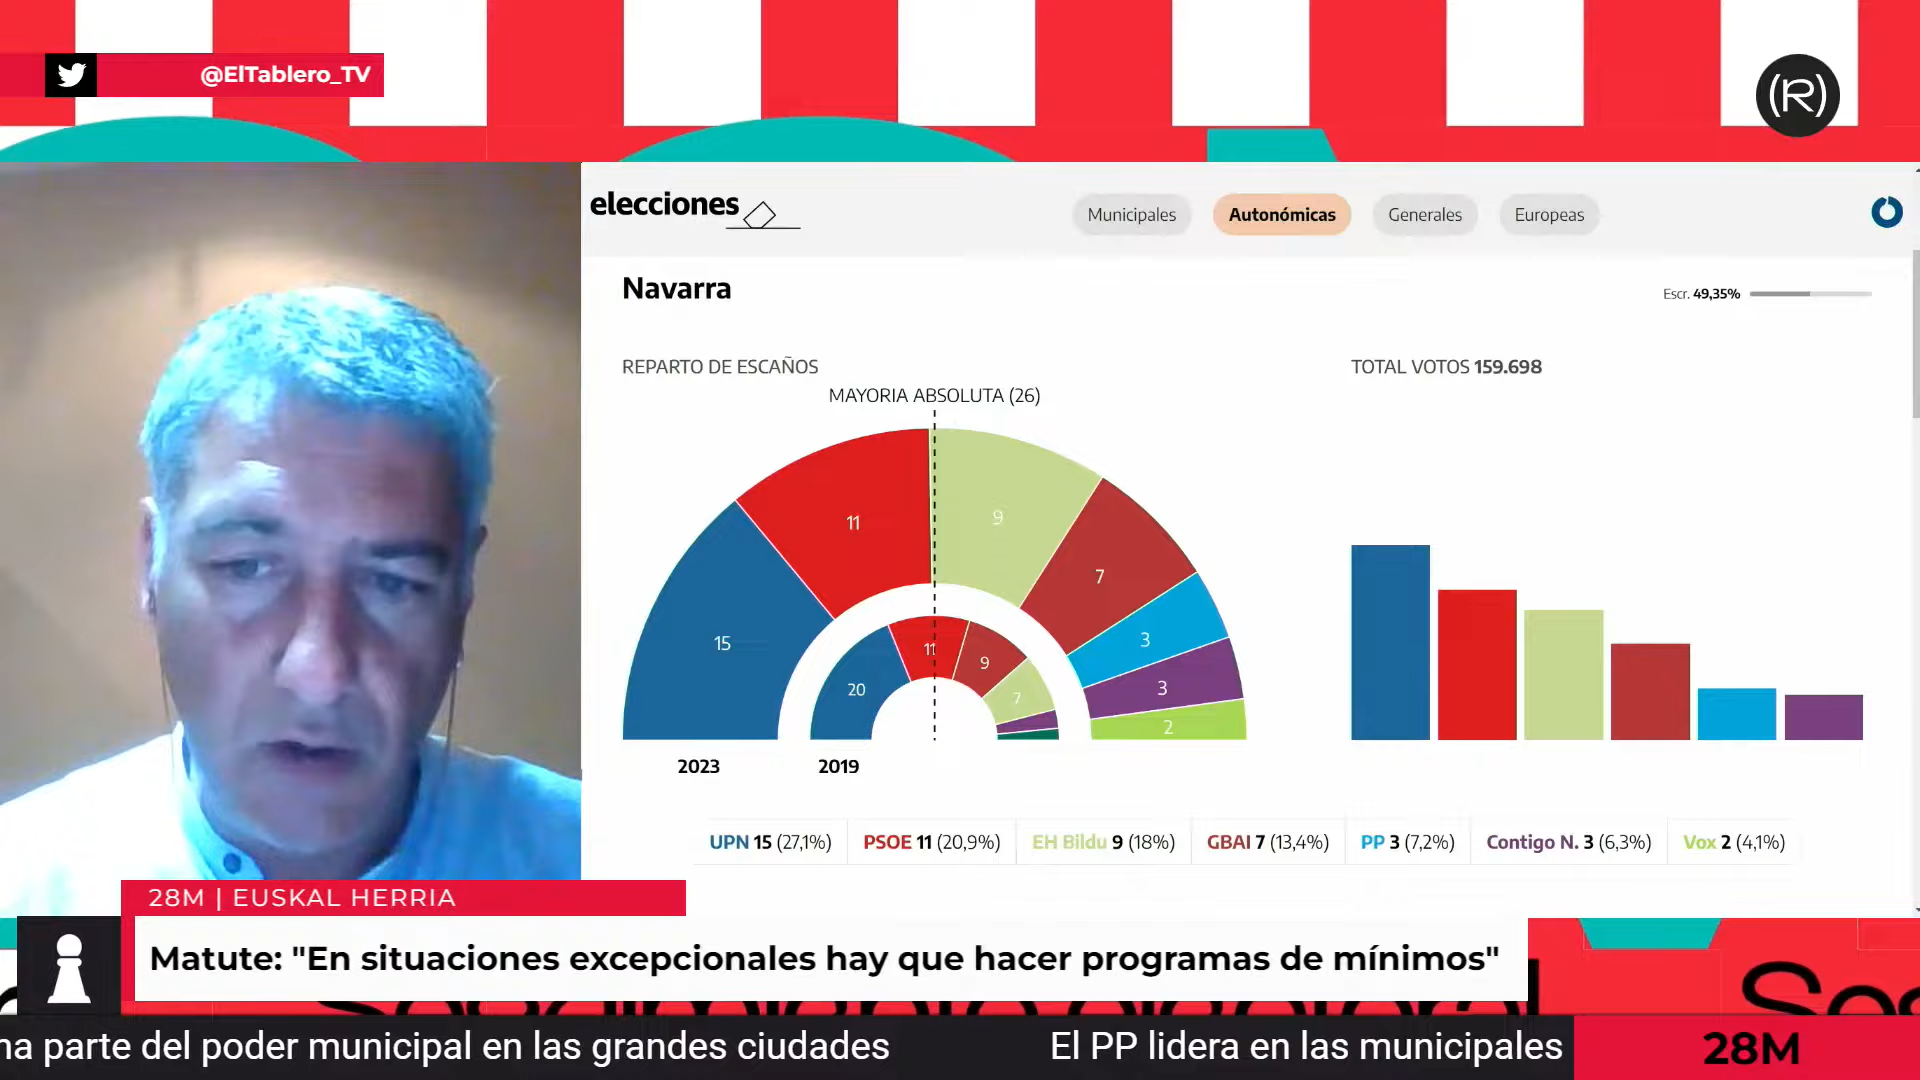 @ElTablero_TV
(R)
elecciones
Municipales
Autonómicas
Generales
Europeas
Navarra
Escr. 49,35%
REPARTO DE ESCAÑOS
TOTAL VOTOS 159.698
MAYORIA ABSOLUTA (26)
11
9
7
15
3
3
2
11
9
20
7
2023
2019
UPN 15 (27,1%)
PSOE 11 (20,9%)
EH Bildu 9 (18%)
GBAI 7 (13,4%)
PP 3 (7,2%)
Contigo N. 3 (6,3%)
Vox 2 (4,1%)
28M | EUSKAL HERRIA
Matute: "En situaciones excepcionales hay que hacer programas de mínimos"
na parte del poder municipal en las grandes ciudades
El PP lidera en las municipales
28M